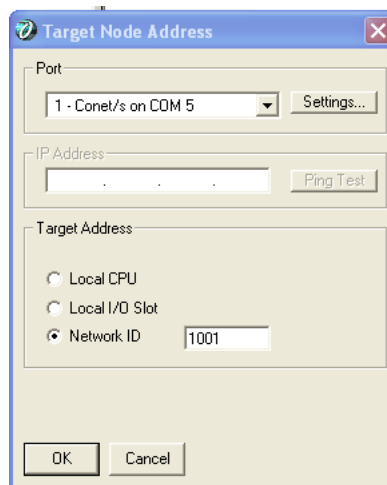 Target Node Address
Port
1 - Conet/s on COM 5
Settings...
IP Address
. . .
Ping Test
Target Address
Local CPU
Local I/O Slot
Network ID 1001
OK Cancel